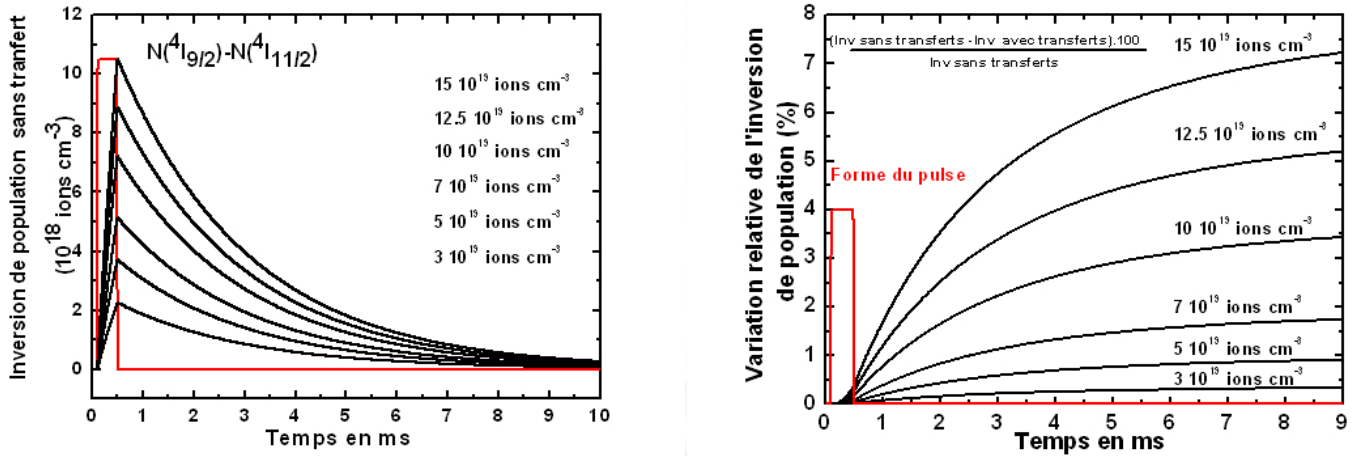 Inversion de population sans tranfert
(10^18 ions cm^-3)
12
10
8
6
4
2
0
N(^4I_9/2)-N(^4I_11/2)
15 10^19 ions cm^-3
12.5 10^19 ions cm^-3
10 10^19 ions cm^-3
7 10^19 ions cm^-3
5 10^19 ions cm^-3
3 10^19 ions cm^-3
0 1 2 3 4 5 6 7 8 9 10
Temps en ms
Variation relative de l'inversion
de population (%)
8
7
6
5
4
3
2
1
0
(Inv sans transferts - Inv avec transferts).100
Inv sans transferts
15 10^19 ions cm^-3
12.5 10^19 ions cm^-3
Forme du pulse
10 10^19 ions cm^-3
7 10^19 ions cm^-3
5 10^19 ions cm^-3
3 10^19 ions cm^-3
0 1 2 3 4 5 6 7 8 9
Temps en ms